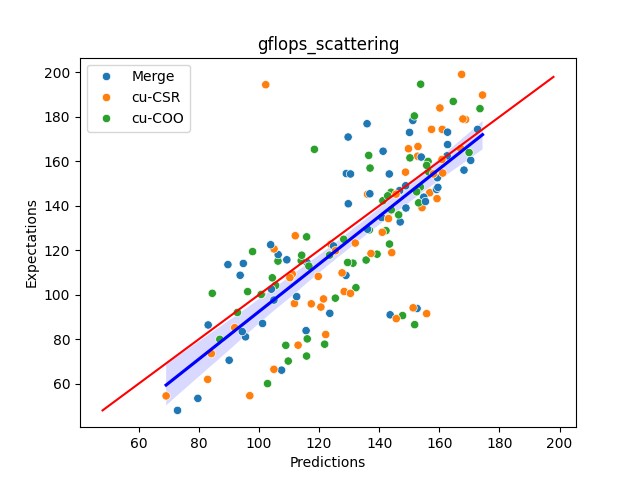 gflops_scattering
Merge
cu-CSR
cu-COO
Expectations
200
180
160
140
120
100
80
60
60 80 100 120 140 160 180 200
Predictions